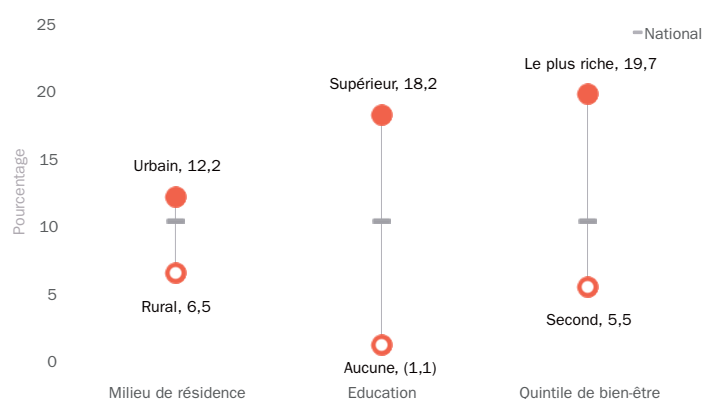 25
National
Le plus riche, 19,7
20
Supérieur, 18,2
15
Urbain, 12,2
Pourcentage
10
5
Rural, 6,5
Second, 5,5
0
Aucune, (1,1)
Milieu de résidence
Education
Quintile de bien-être